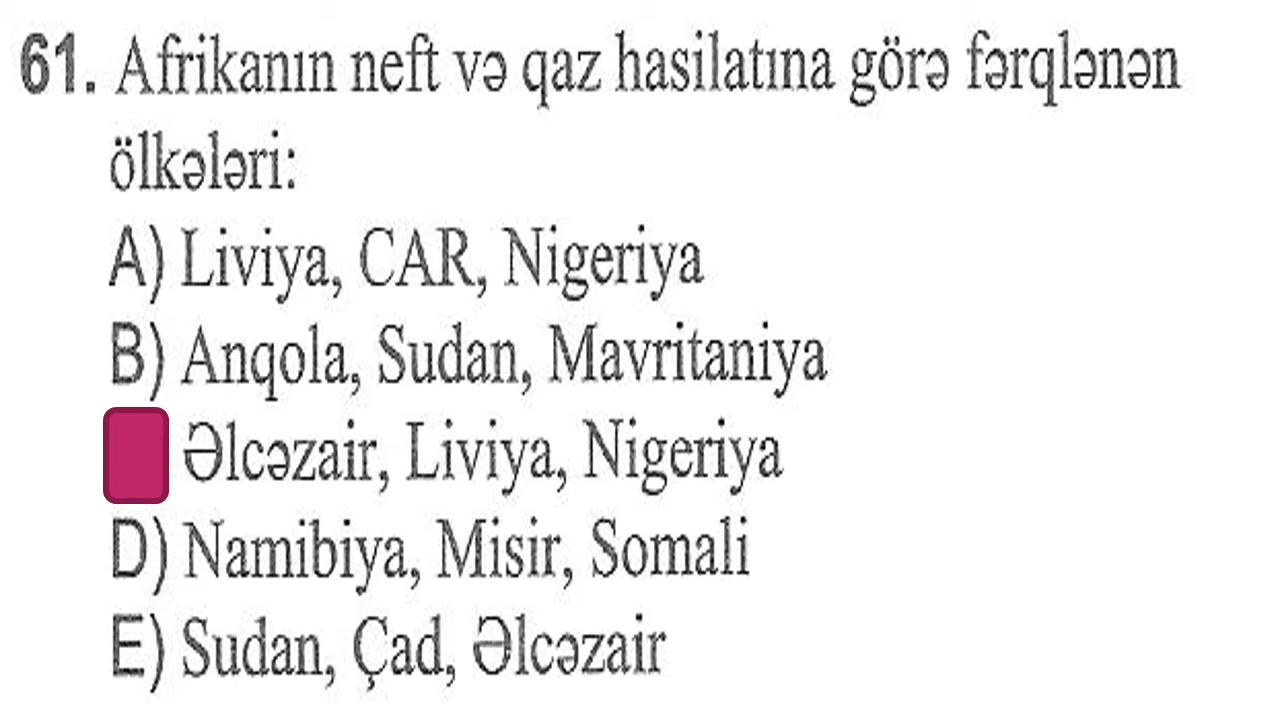 61. Afrikanın neft və qaz hasilatına görə fərqlənən
ölkələri:
A) Liviya, CAR, Nigeriya
B) Anqola, Sudan, Mavritaniya
Əlcəzair, Liviya, Nigeriya
D) Namibiya, Misir, Somali
E) Sudan, Çad, Əlcəzair